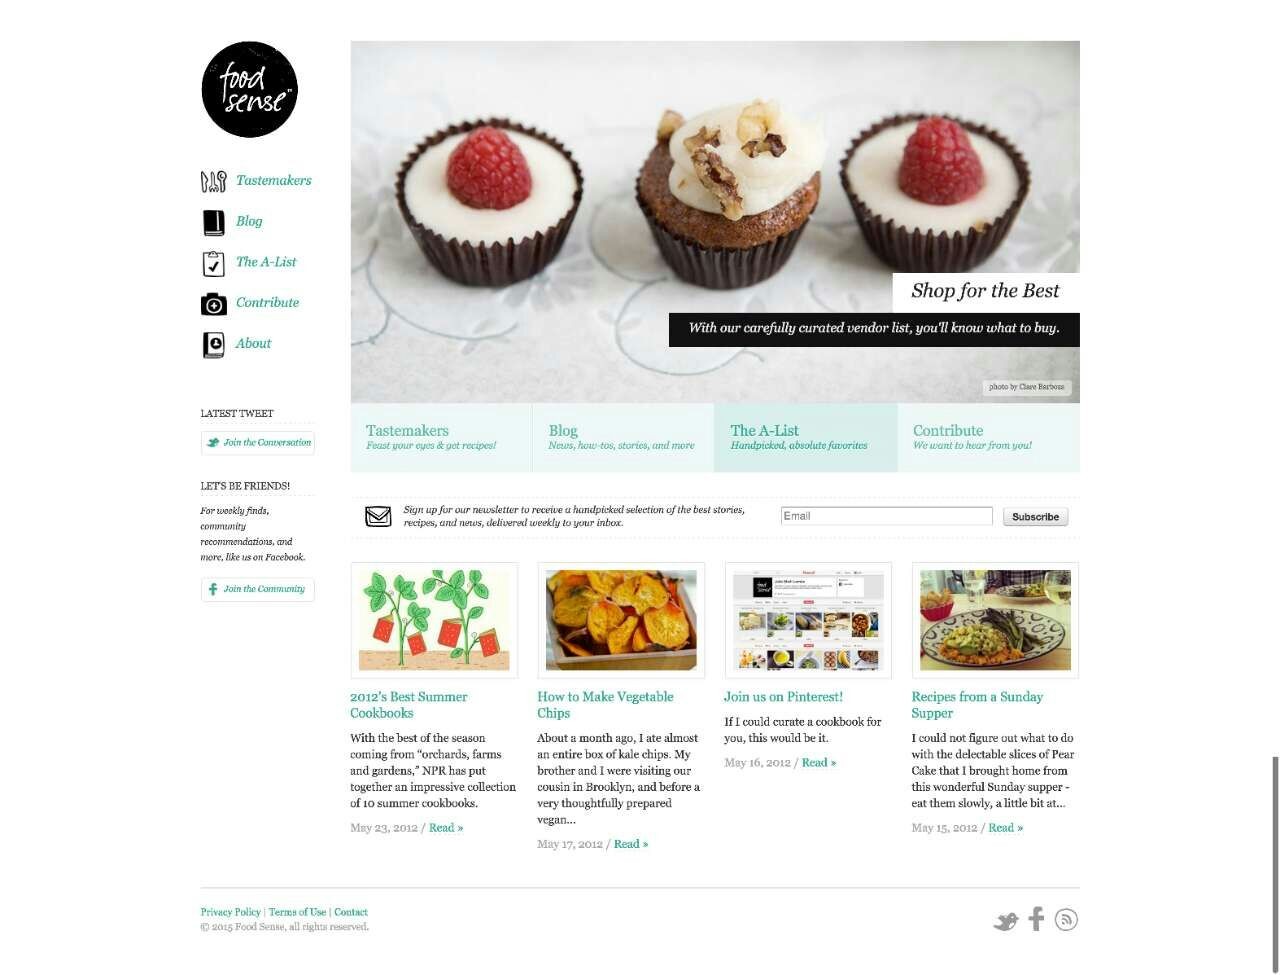 food
sense
Tastemakers
Blog
The A-List
Contribute
About
LATEST TWEET
Join the Conversation
LET'S BE FRIENDS!
For weekly finds,
community
recommendations, and
more, like us on Facebook.
Join the Community
Shop for the Best
With our carefully curated vendor list, you'll know what to buy.
photo by Clare Barboza
Tastemakers
Feast your eyes & get recipes!
Blog
News, how-tos, stories, and more
The A-List
Handpicked, absolute favorites
Contribute
We want to hear from you!
Sign up for our newsletter to receive a handpicked selection of the best stories,
recipes, and news, delivered weekly to your inbox.
Email
Subscribe
2012's Best Summer
Cookbooks
With the best of the season
coming from “orchards, farms
and gardens,” NPR has put
together an impressive collection
of 10 summer cookbooks.
May 23, 2012 / Read »
How to Make Vegetable
Chips
About a month ago, I ate almost
an entire box of kale chips. My
brother and I were visiting our
cousin in Brooklyn, and before a
very thoughtfully prepared
vegan...
May 17, 2012 / Read »
Join us on Pinterest!
If I could curate a cookbook for
you, this would be it.
May 16, 2012 / Read »
Recipes from a Sunday
Supper
I could not figure out what to do
with the delectable slices of Pear
Cake that I brought home from
this wonderful Sunday supper -
eat them slowly, a little bit at...
May 15, 2012 / Read »
Privacy Policy | Terms of Use | Contact
© 2015 Food Sense, all rights reserved.